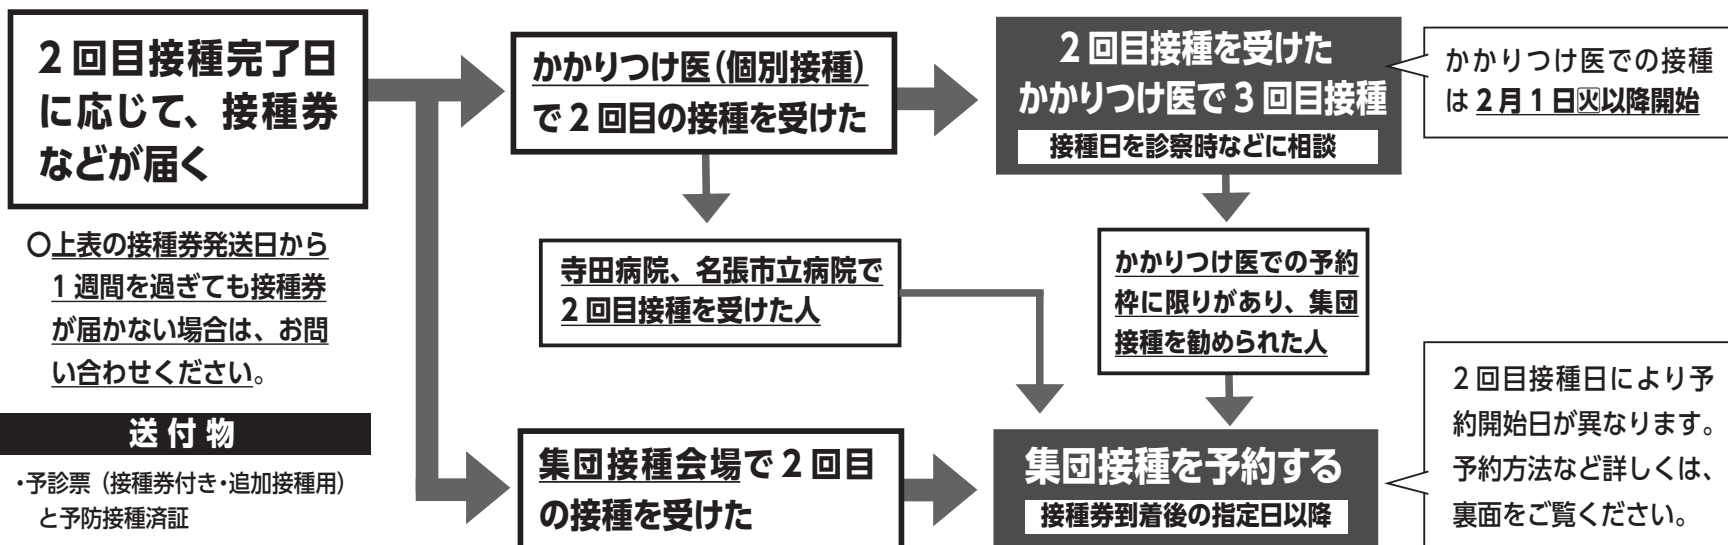 2回目接種完了日
に応じて、接種券
などが届く
〇上表の接種券発送日から
1週間を過ぎても接種券
が届かない場合は、お問
い合わせください。
送付物
・予診票（接種券付き・追加接種用）
と予防接種済証
かかりつけ医（個別接種）
で2回目の接種を受けた
寺田病院、名張市立病院で
2回目接種を受けた人
集団接種会場で2回目
の接種を受けた
2回目接種を受けた
かかりつけ医で3回目接種
接種日を診察時などに相談
かかりつけ医での予約
枠に限りがあり、集団
接種を勧められた人
集団接種を予約する
接種券到着後の指定日以降
かかりつけ医での接種
は2月1日火以降開始
2回目接種日により予
約開始日が異なります。
予約方法など詳しくは、
裏面をご覧ください。